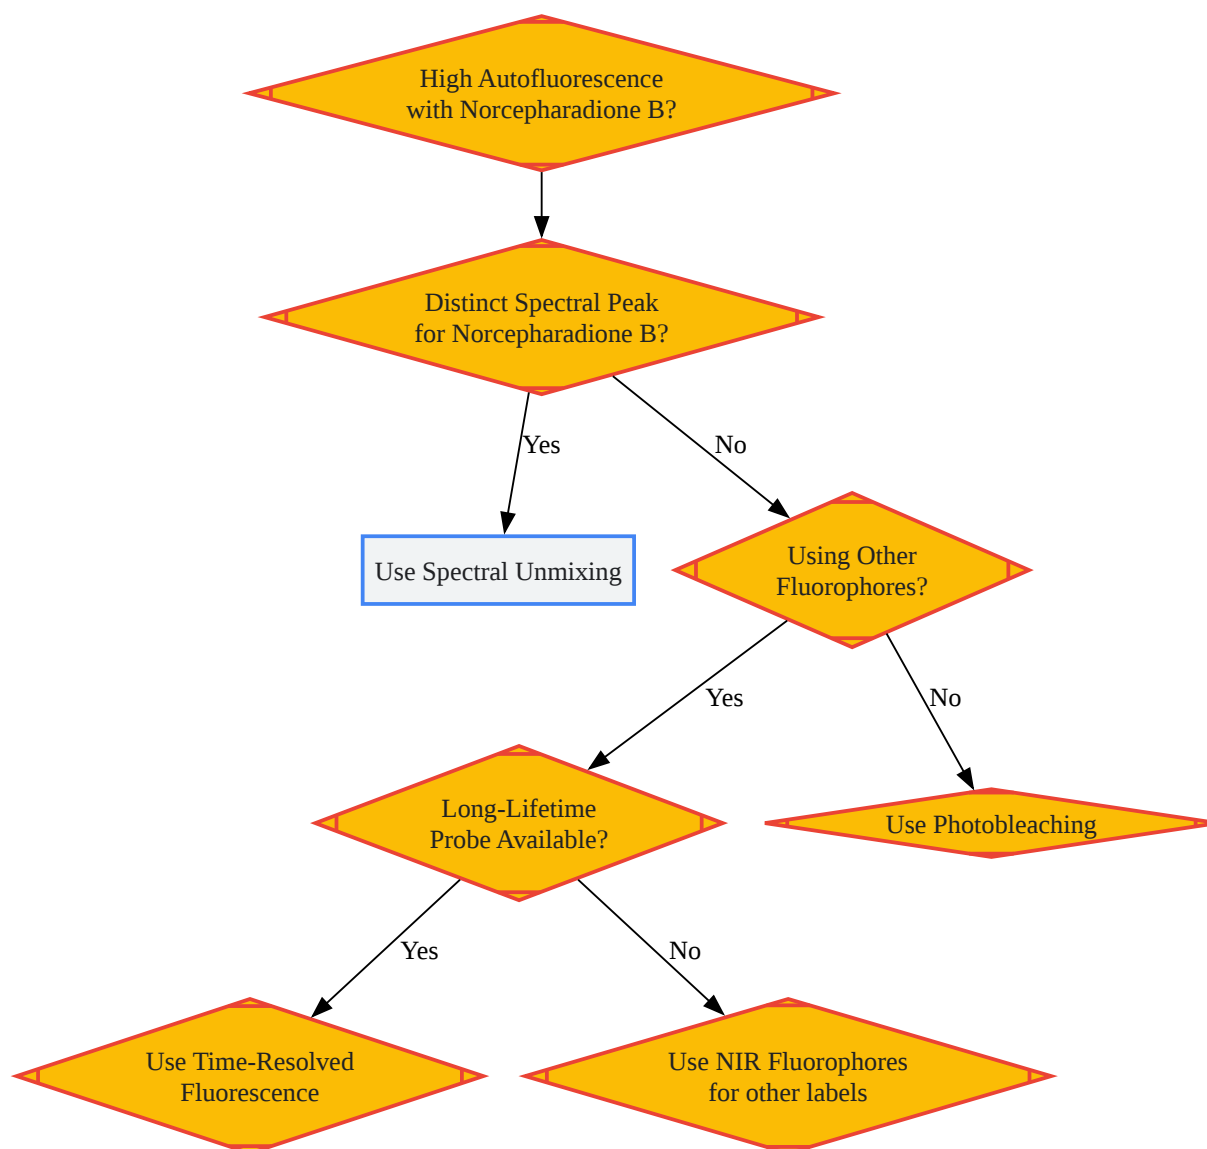 High Autofluorescence
with Norcepharadione B?
Distinct Spectral Peak
for Norcepharadione B?
Yes
No
Use Spectral Unmixing
Using Other
Fluorophores?
Yes
No
Long-Lifetime
Probe Available?
Use Photobleaching
Yes
No
Use Time-Resolved
Fluorescence
Use NIR Fluorophores
for other labels